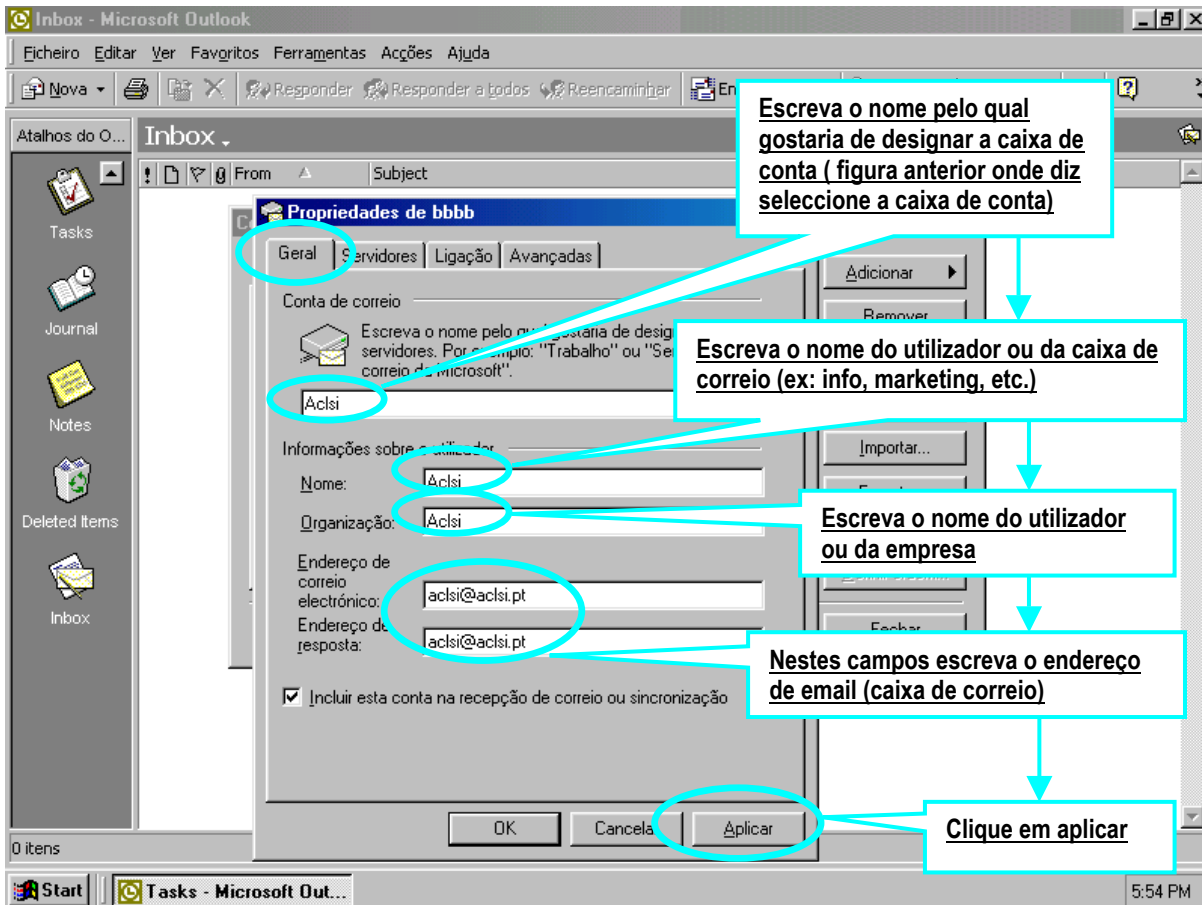 Inbox - Microsoft Outlook
Ficheiro Editar Ver Favoritos Ferramentas Acções Ajuda
Nova Responder Responder a todos Reencaminhar En
Atalhos do O... Inbox
From Subject
Tasks
Journal
Notes
Deleted Items
Inbox
Escreva o nome pelo qual
gostaria de designar a caixa de
conta ( figura anterior onde diz
seleccione a caixa de conta)
Propriedades de bbbb
Geral Servidores Ligação Avançadas
Adicionar
Remover
Conta de correio
Escreva o nome pelo qual gostaria de desig
servidores. Por exemplo: "Trabalho" ou "Se
correio da Microsoft".
Aclsi
Escreva o nome do utilizador ou da caixa de
correio (ex: info, marketing, etc.)
Informações sobre o utilizador
Importar...
Nome: Aclsi
Organização: Aclsi
Escreva o nome do utilizador
ou da empresa
Endereço de
correio
electrónico: aclsi@aclsi.pt
Endereço de
resposta: aclsi@aclsi.pt
Fechar
Nestes campos escreva o endereço
de email (caixa de correio)
Incluir esta conta na recepção de correio ou sincronização
OK Cancela Aplicar
Clique em aplicar
0 itens
Start Tasks - Microsoft Out... 5:54 PM